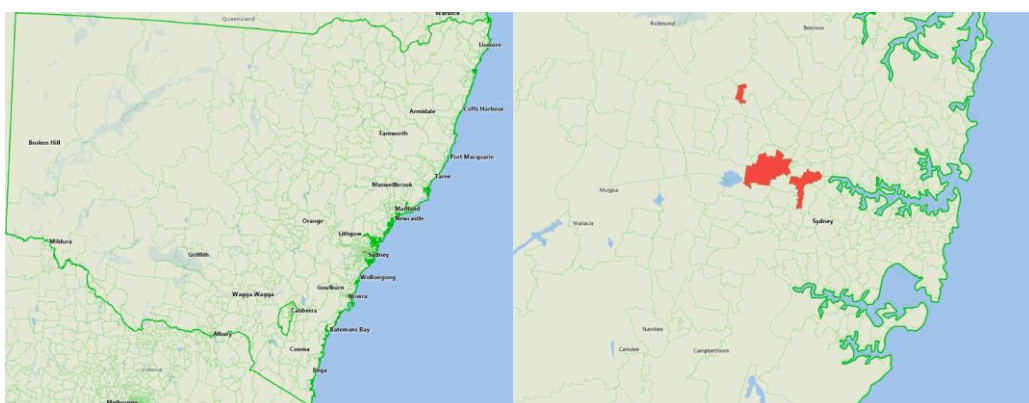 Queensland
Warwick
Lismore
Armidale
Coffs Harbour
Tamworth
Broken Hill
Port Macquarie
Taree
Muswellbrook
Maitland
Newcastle
Orange
Lithgow
Sydney
Mildura
Griffith
Wollongong
Goulburn
Nowra
Wagga Wagga
Canberra
Batemans Bay
Albury
Cooma
Bega
Victoria
Melbourne
Richmond
Berowra
Mulgoa
Warragamba
Sydney
Narellan
Camden
Campbelltown